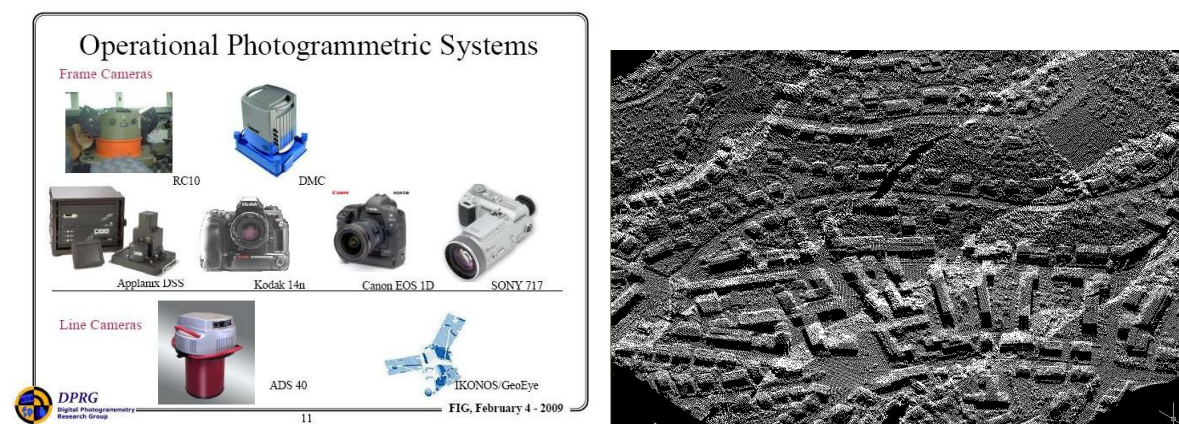 Operational Photogrammetric Systems
Frame Cameras
RC10
DMC
Applanix DSS
Kodak 14n
Canon EOS 1D
SONY 717
Line Cameras
ADS 40
IKONOS/GeoEye
DPRG
Digital Photogrammetry
Research Group
11
FIG, February 4 - 2009